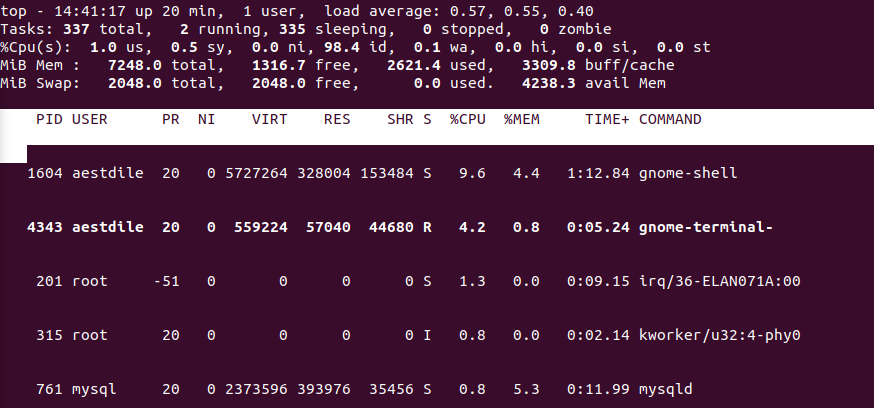 top - 14:41:17 up 20 min,  1 user,  load average: 0.57, 0.55, 0.40
Tasks: 337 total,   2 running, 335 sleeping,   0 stopped,   0 zombie
%Cpu(s):  1.0 us,  0.5 sy,  0.0 ni, 98.4 id,  0.1 wa,  0.0 hi,  0.0 si,  0.0 st
MiB Mem :   7248.0 total,   1316.7 free,   2621.4 used,   3309.8 buff/cache
MiB Swap:   2048.0 total,   2048.0 free,      0.0 used.   4238.3 avail Mem
PID USER      PR  NI    VIRT    RES    SHR S  %CPU  %MEM     TIME+ COMMAND
1604 aestdile  20   0 5727264 328004 153484 S   9.6   4.4   1:12.84 gnome-shell
4343 aestdile  20   0  559224  57040  44680 R   4.2   0.8   0:05.24 gnome-terminal-
201 root     -51   0       0      0      0 S   1.3   0.0   0:09.15 irq/36-ELAN071A:00
315 root      20   0       0      0      0 I   0.8   0.0   0:02.14 kworker/u32:4-phy0
761 mysql     20   0 2373596 393976  35456 S   0.8   5.3   0:11.99 mysqld